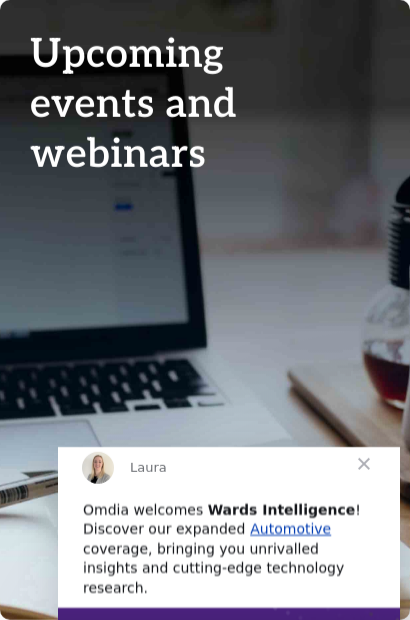 Upcoming
events and
webinars
Laura
Omdia welcomes Wards Intelligence!
Discover our expanded Automotive
coverage, bringing you unrivalled
insights and cutting-edge technology
research.